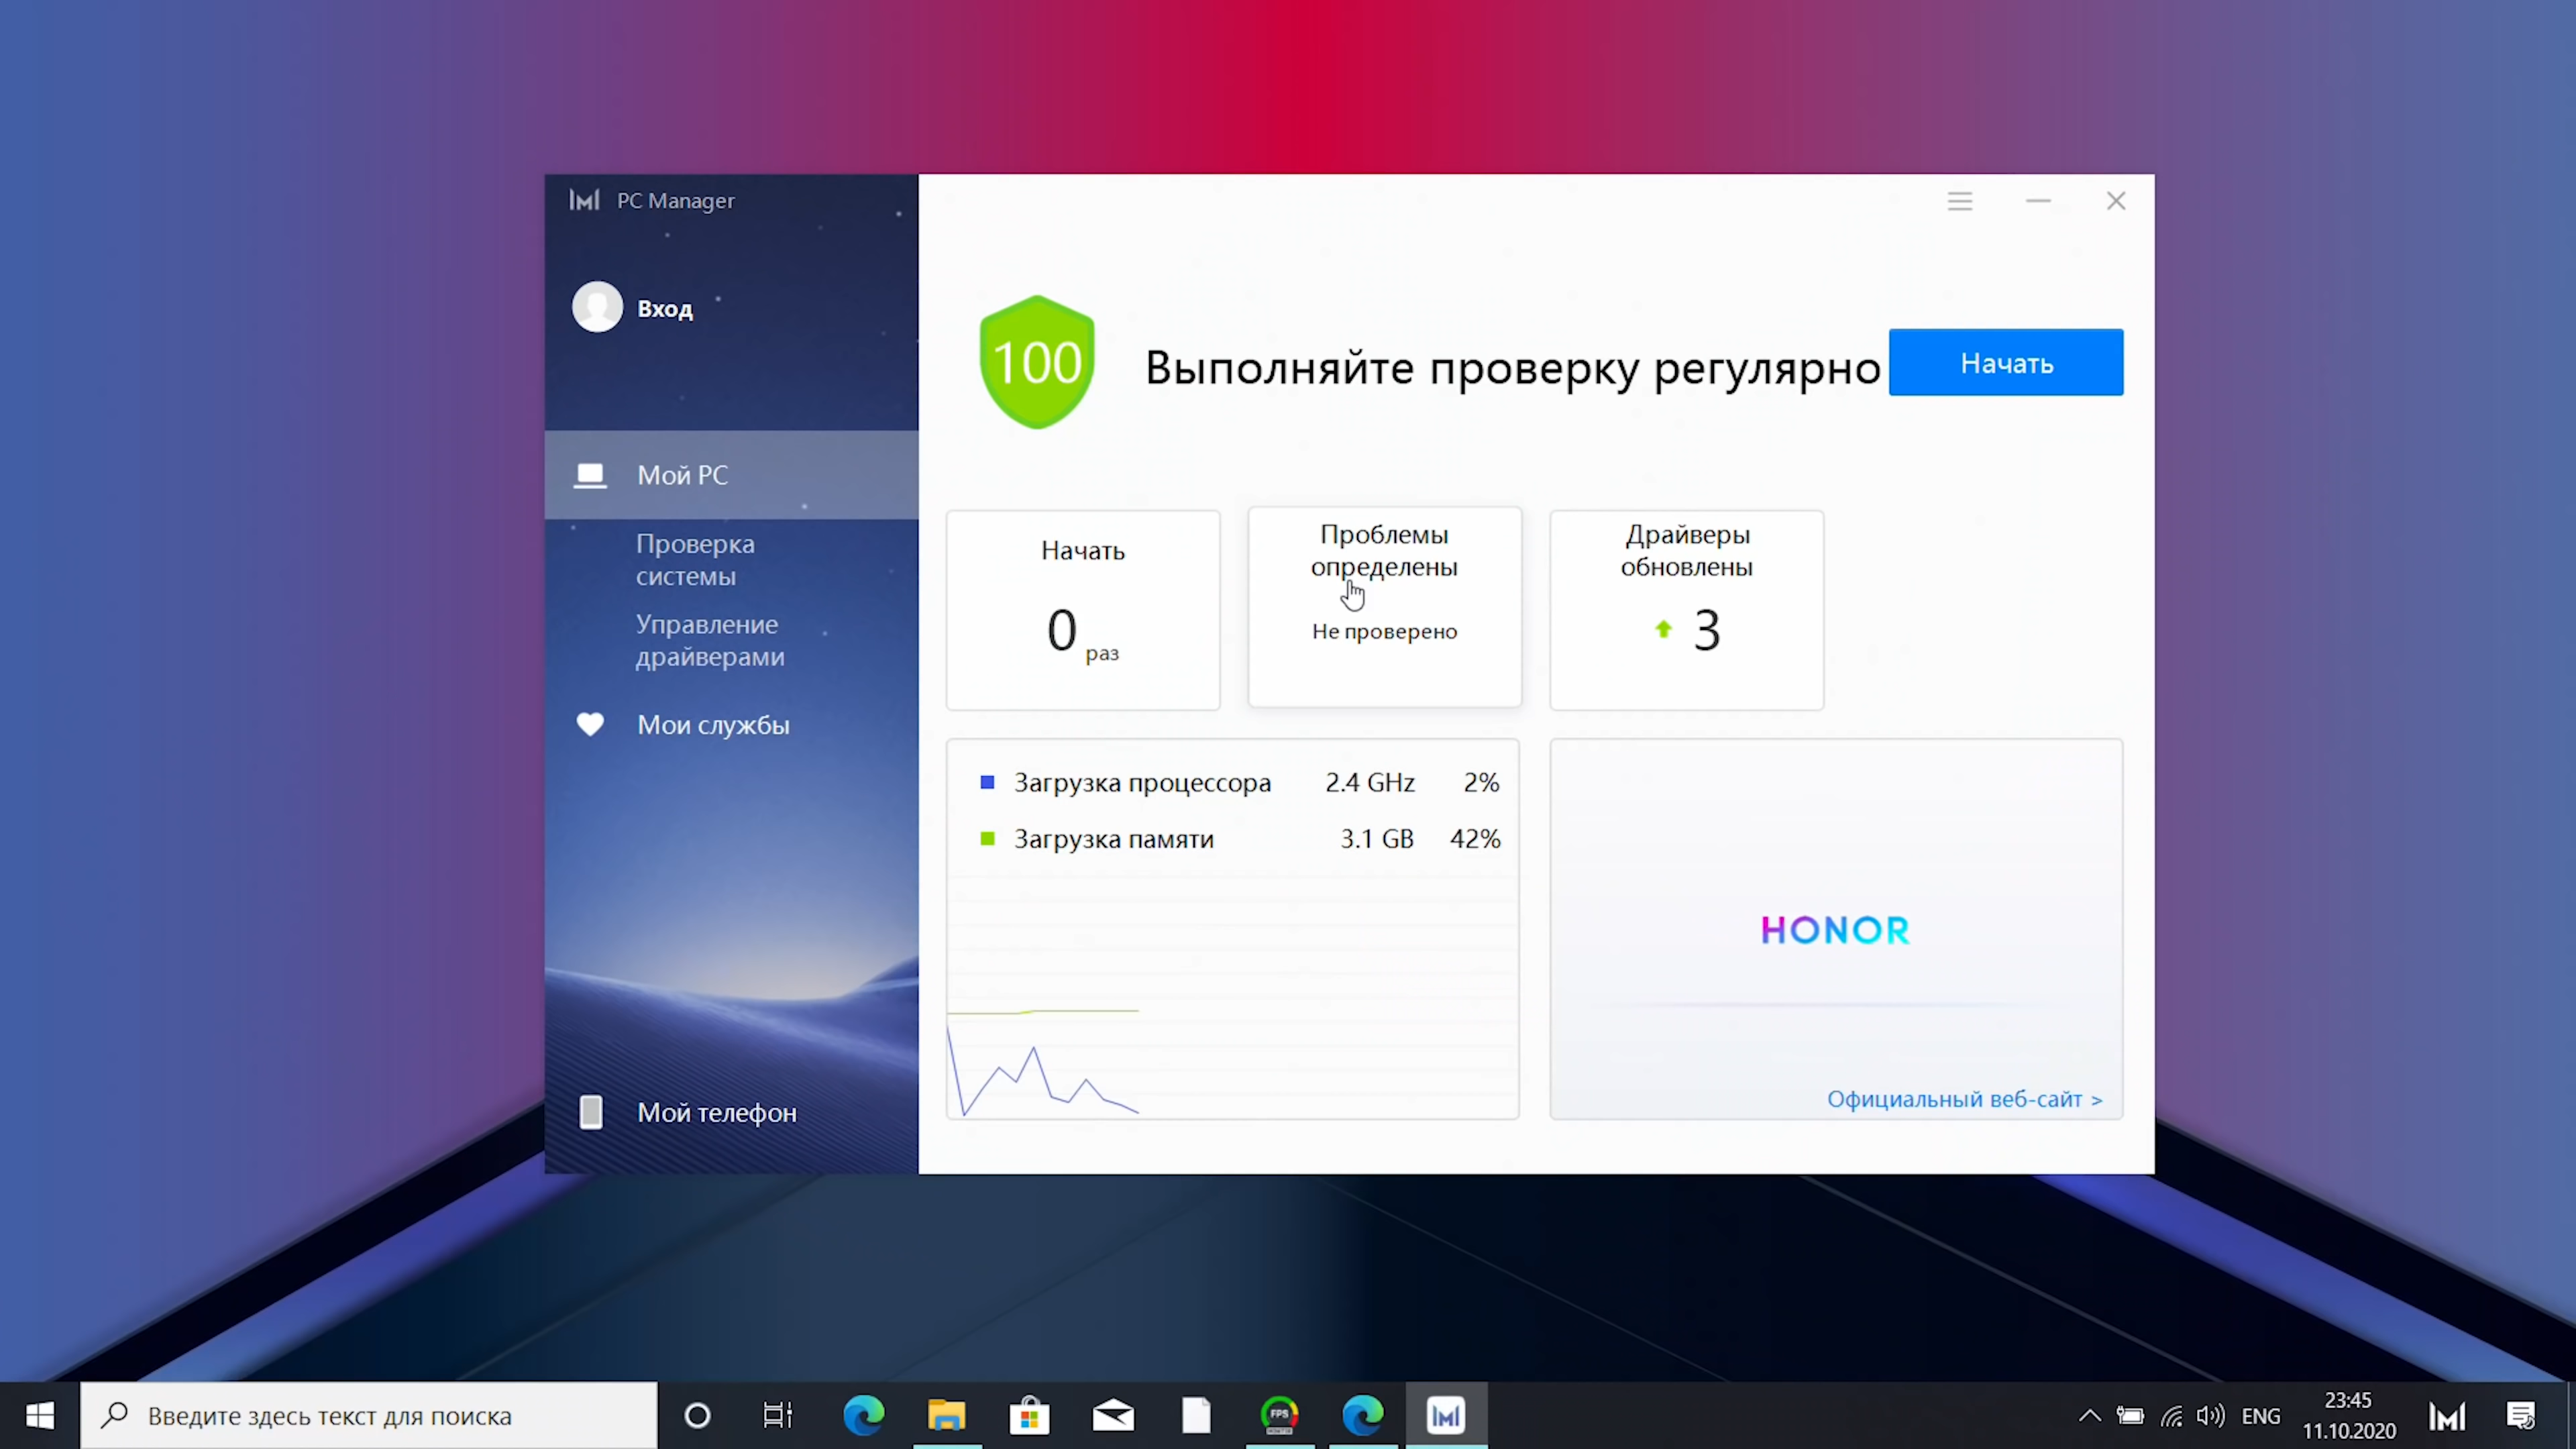 PC Manager
Вход
Мой PC
Проверка
системы
Управление
драйверами
Мои службы
Мой телефон
100
Выполняйте проверку регулярно
Начать
Начать
0 раз
Проблемы
определены
Не проверено
Драйверы
обновлены
3
Загрузка процессора 2.4 GHz 2%
Загрузка памяти 3.1 GB 42%
HONOR
Официальный веб-сайт >
Введите здесь текст для поиска
FPS
ENG
23:45
11.10.2020